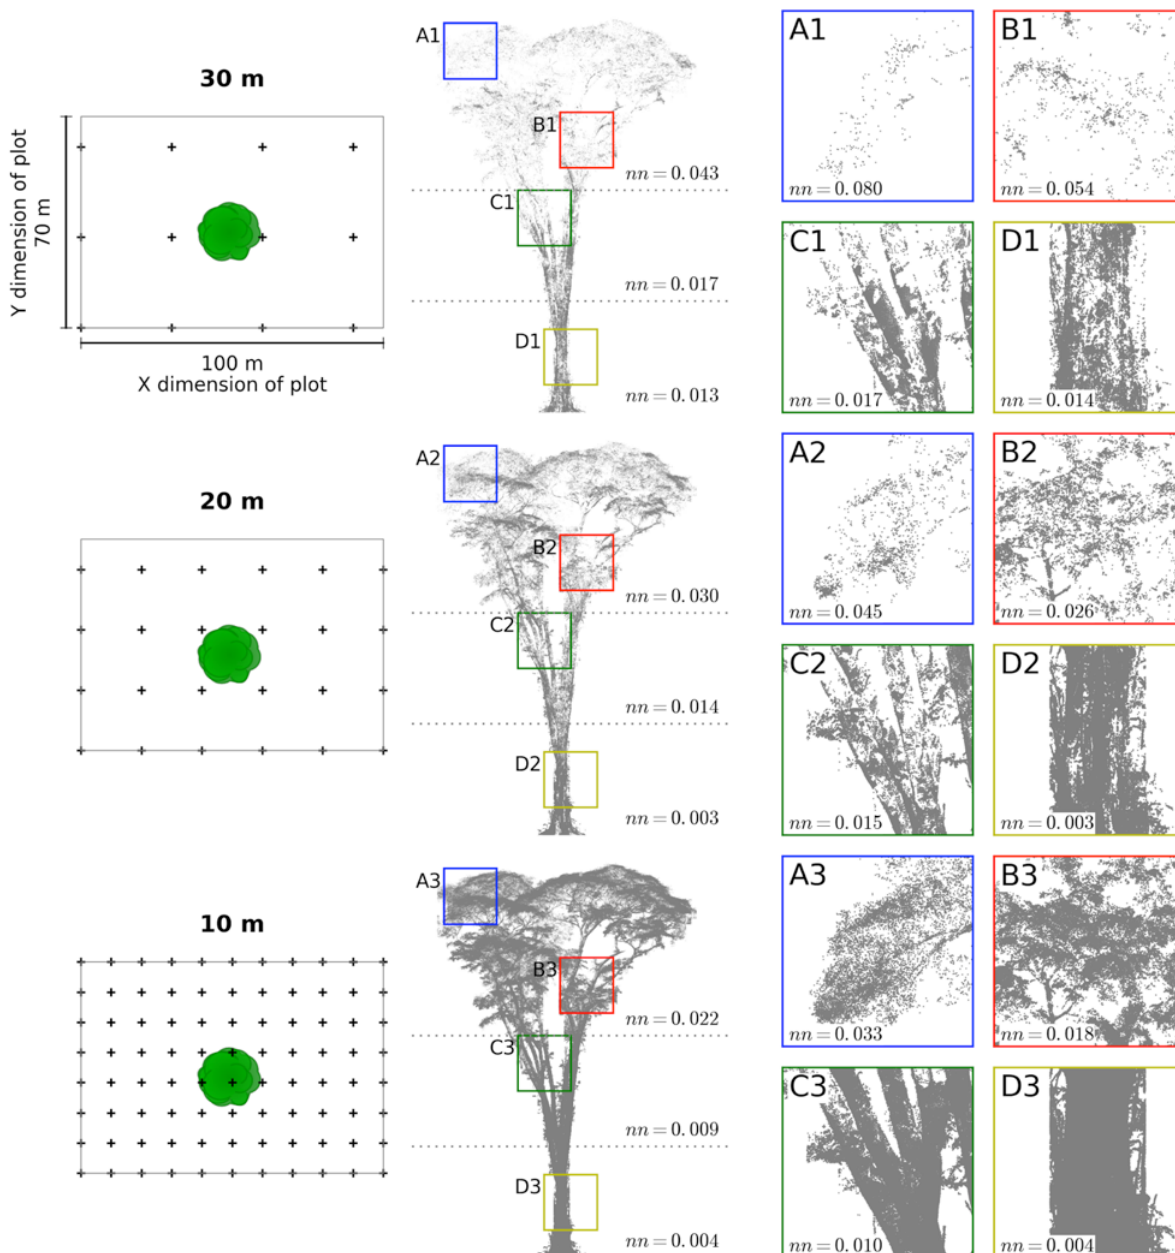 30 m
Y dimension of plot
70 m
100 m
X dimension of plot
A1
B1
nn = 0.043
C1
nn = 0.017
D1
nn = 0.013
A1
nn = 0.080
B1
nn = 0.054
C1
nn = 0.017
D1
nn = 0.014
20 m
A2
B2
nn = 0.030
C2
nn = 0.014
D2
nn = 0.003
A2
nn = 0.045
B2
nn = 0.026
C2
nn = 0.015
D2
nn = 0.003
10 m
A3
B3
nn = 0.022
C3
nn = 0.009
D3
nn = 0.004
A3
nn = 0.033
B3
nn = 0.018
C3
nn = 0.010
D3
nn = 0.004